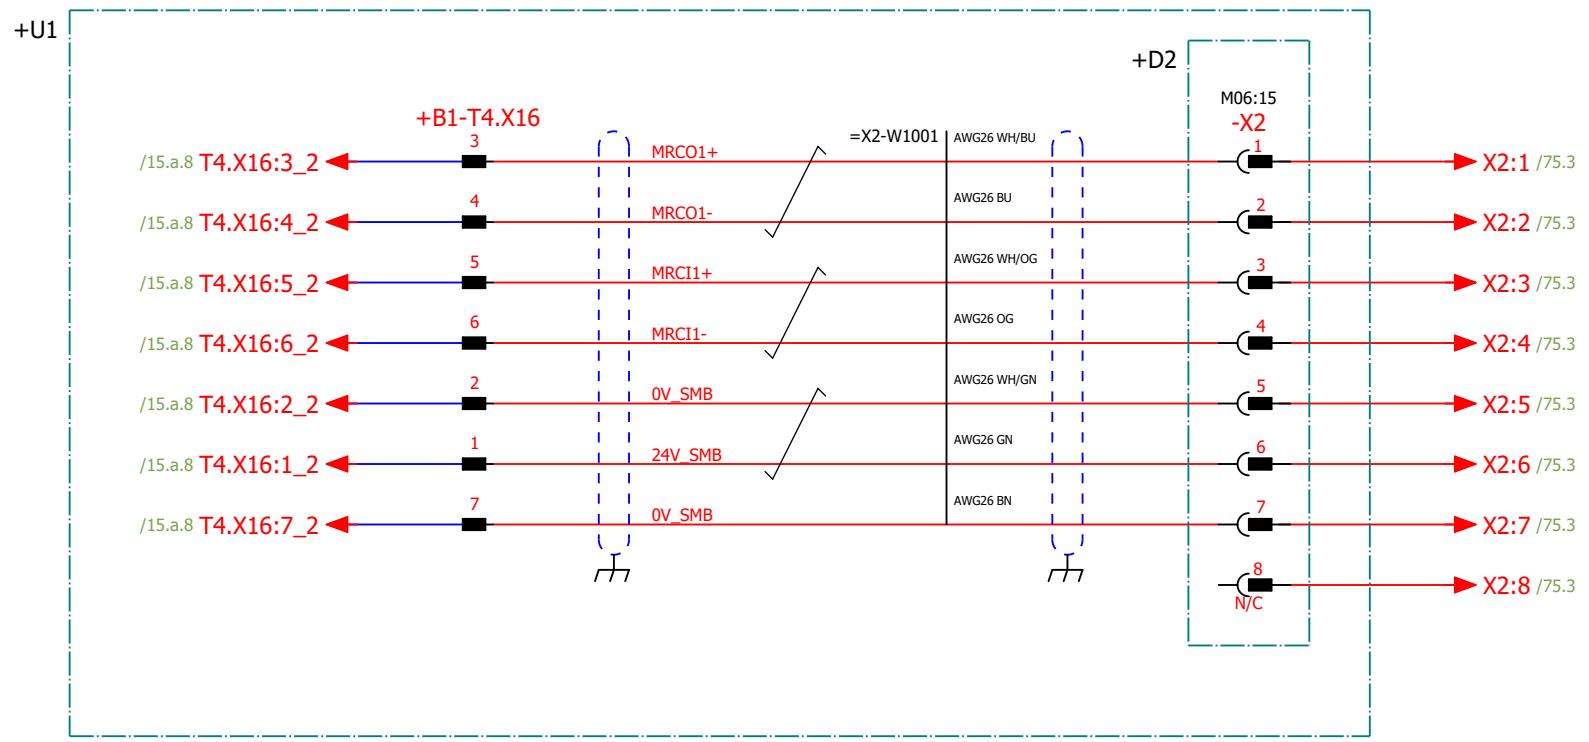 +U1
+D2
M06:15
+B1-T4.X16
-X2
=X2-W1001
AWG26 WH/BU
/15.a.8 T4.X16:3_2
3
MRCO1+
1
X2:1 /75.3
AWG26 BU
/15.a.8 T4.X16:4_2
4
MRCO1-
2
X2:2 /75.3
AWG26 WH/OG
/15.a.8 T4.X16:5_2
5
MRCI1+
3
X2:3 /75.3
AWG26 OG
/15.a.8 T4.X16:6_2
6
MRCI1-
4
X2:4 /75.3
AWG26 WH/GN
/15.a.8 T4.X16:2_2
2
0V_SMB
5
X2:5 /75.3
AWG26 GN
/15.a.8 T4.X16:1_2
1
24V_SMB
6
X2:6 /75.3
AWG26 BN
/15.a.8 T4.X16:7_2
7
0V_SMB
7
X2:7 /75.3
8
N/C
X2:8 /75.3